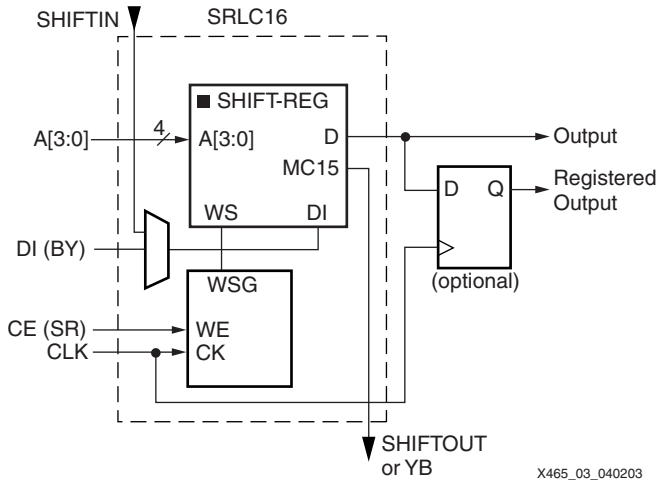 SHIFTIN
SRLC16
SHIFT-REG
A[3:0]
4
A[3:0]
D
Output
MC15
D
Q
Registered
Output
WS
DI
DI (BY)
WSG
(optional)
CE (SR)
WE
CLK
CK
SHIFTOUT
or YB
X465_03_040203